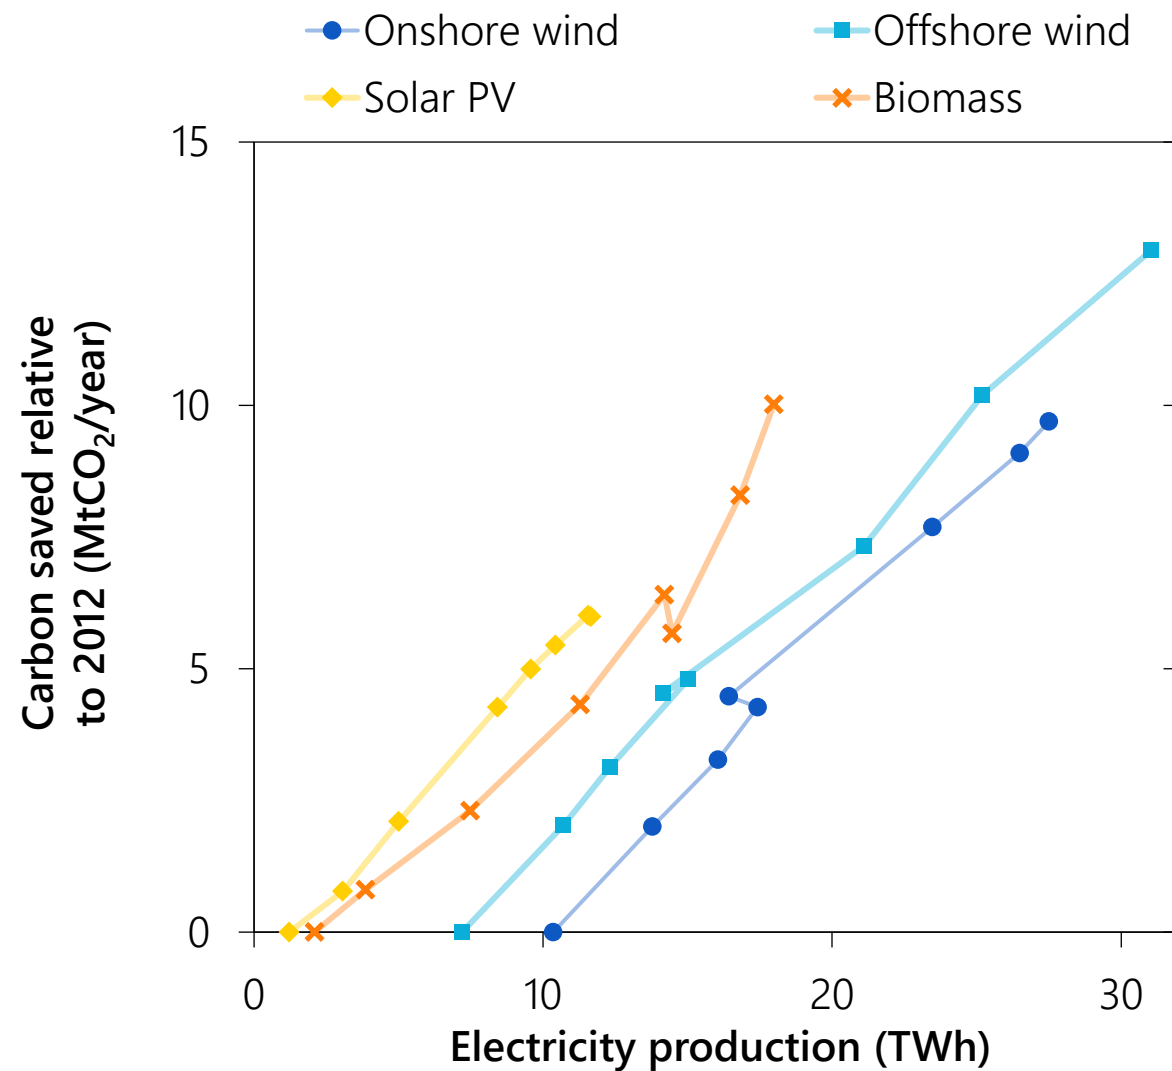 Onshore wind
Offshore wind
Solar PV
Biomass
15
10
5
0
Carbon saved relative
to 2012 (MtCO₂/year)
0
10
20
30
Electricity production (TWh)